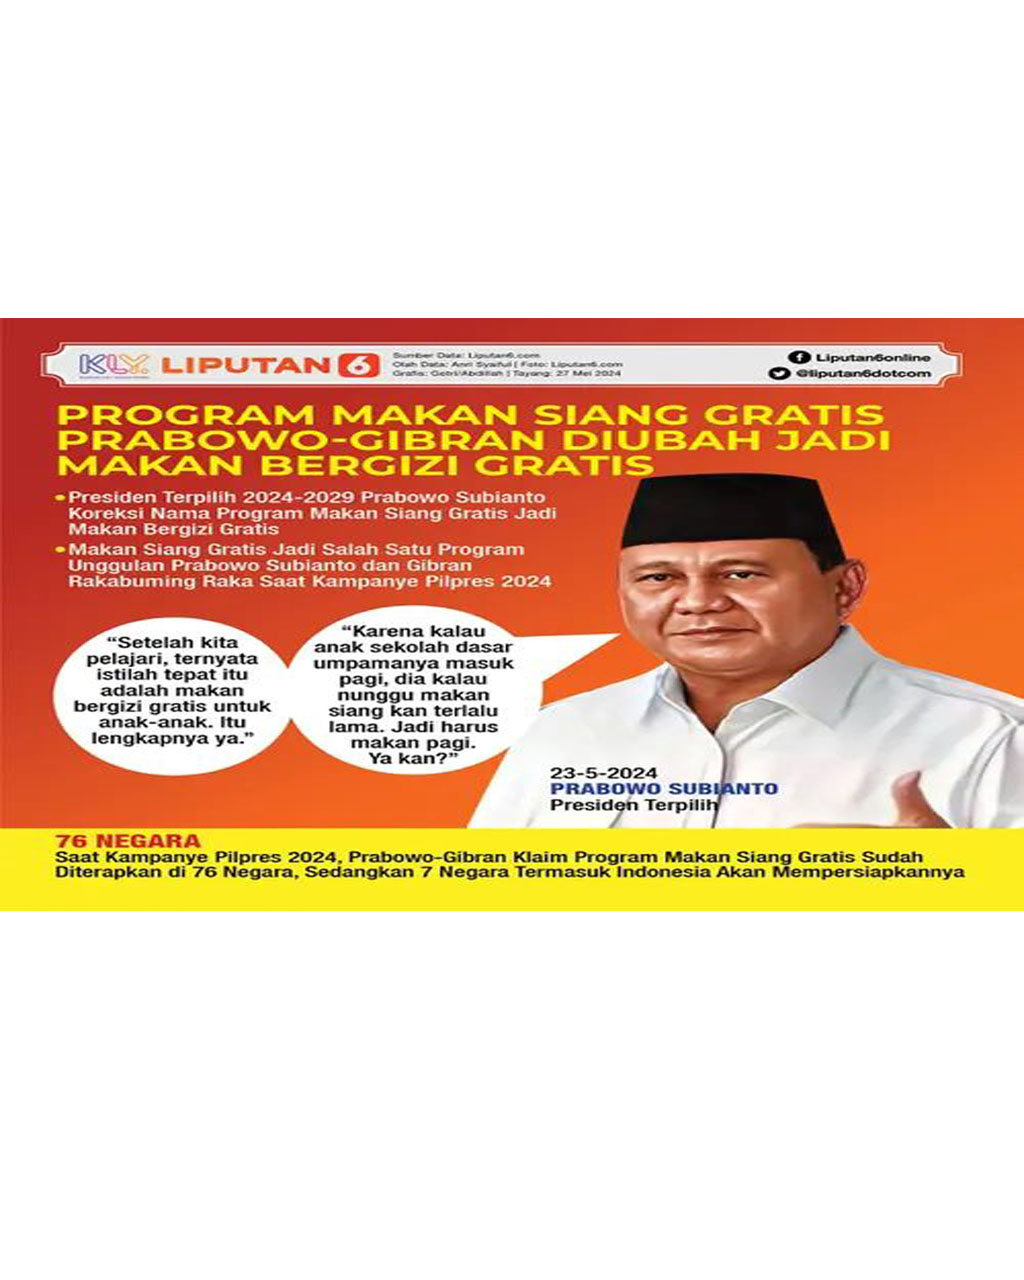 KLY. LIPUTAN 6
Sumber Data: Liputan6.com
Olah Data: Anri Syaiful | Foto: Liputan6.com
Grafis: Getri/Abdillah | Tayang: 27 Mei 2024
Liputan6online
@liputan6dotcom
PROGRAM MAKAN SIANG GRATIS
PRABOWO-GIBRAN DIUBAH JADI
MAKAN BERGIZI GRATIS
•Presiden Terpilih 2024-2029 Prabowo Subianto
Koreksi Nama Program Makan Siang Gratis Jadi
Makan Bergizi Gratis
•Makan Siang Gratis Jadi Salah Satu Program
Unggulan Prabowo Subianto dan Gibran
Rakabuming Raka Saat Kampanye Pilpres 2024
“Setelah kita
pelajari, ternyata
istilah tepat itu
adalah makan
bergizi gratis untuk
anak-anak. Itu
lengkapnya ya.”
“Karena kalau
anak sekolah dasar
umpamanya masuk
pagi, dia kalau
nunggu makan
siang kan terlalu
lama. Jadi harus
makan pagi.
Ya kan?”
23-5-2024
PRABOWO SUBIANTO
Presiden Terpilih
76 NEGARA
Saat Kampanye Pilpres 2024, Prabowo-Gibran Klaim Program Makan Siang Gratis Sudah
Diterapkan di 76 Negara, Sedangkan 7 Negara Termasuk Indonesia Akan Mempersiapkannya